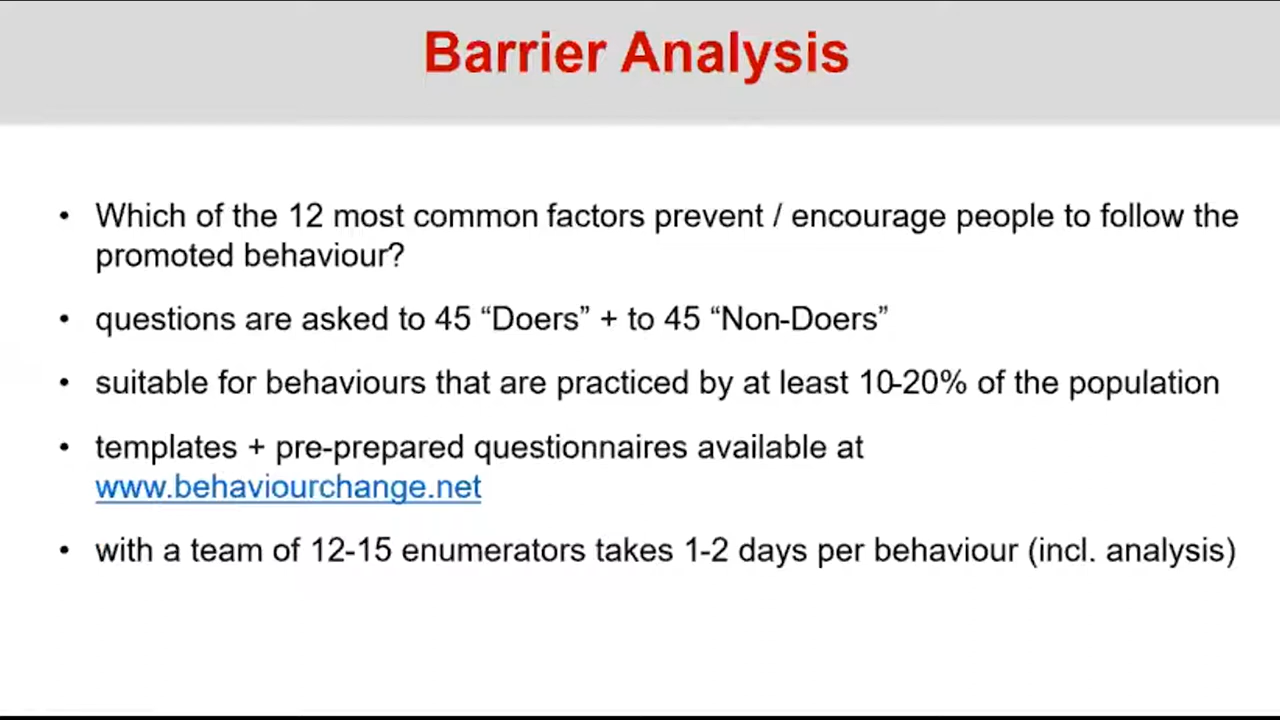 Barrier Analysis
• Which of the 12 most common factors prevent / encourage people to follow the
promoted behaviour?
• questions are asked to 45 “Doers” + to 45 “Non-Doers”
• suitable for behaviours that are practiced by at least 10-20% of the population
• templates + pre-prepared questionnaires available at
www.behaviourchange.net
• with a team of 12-15 enumerators takes 1-2 days per behaviour (incl. analysis)